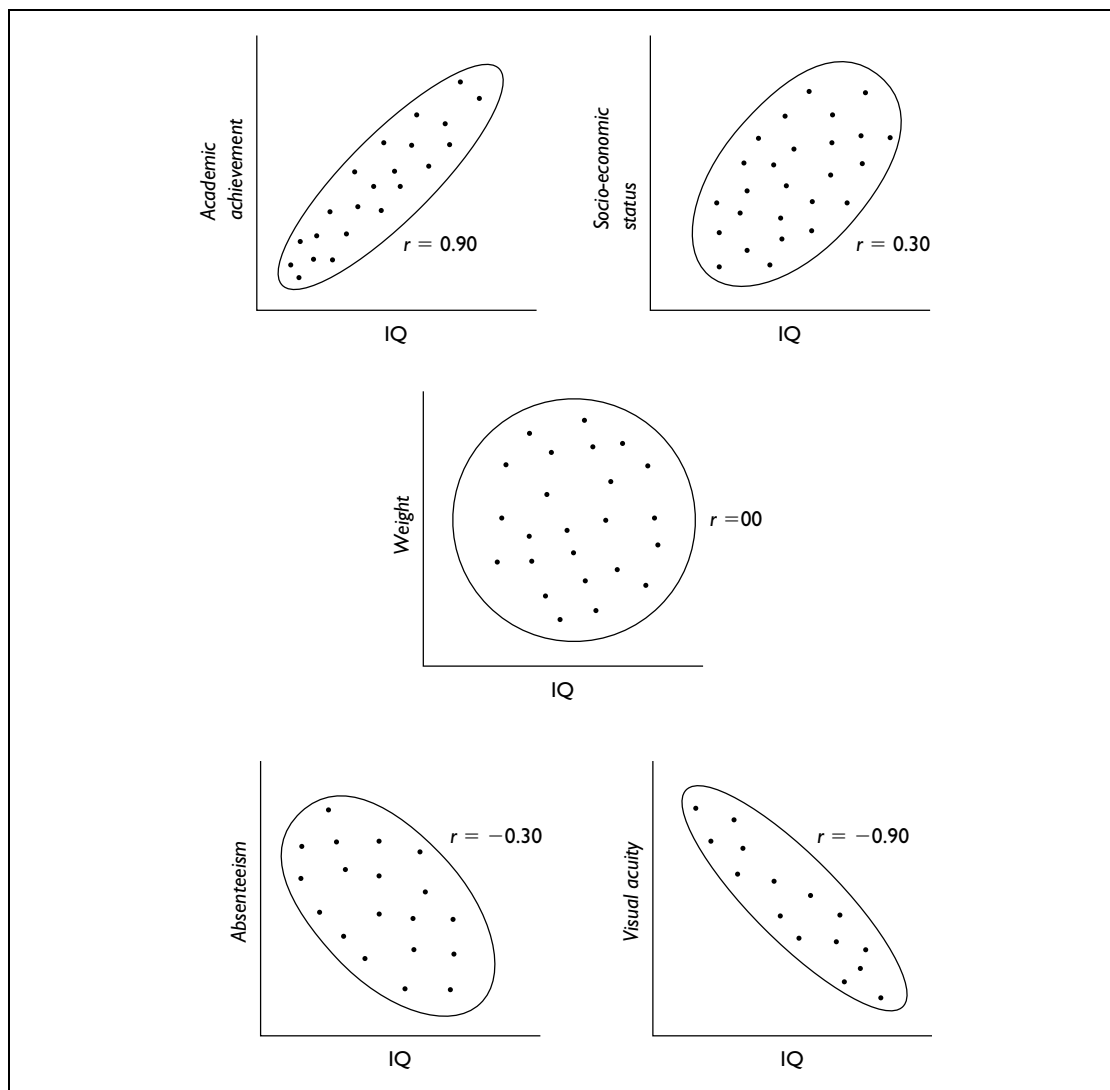 Academic
achievement
r = 0.90
IQ
Socio-economic
status
r = 0.30
IQ
Weight
r =00
IQ
Absenteeism
r = −0.30
IQ
Visual acuity
r = −0.90
IQ